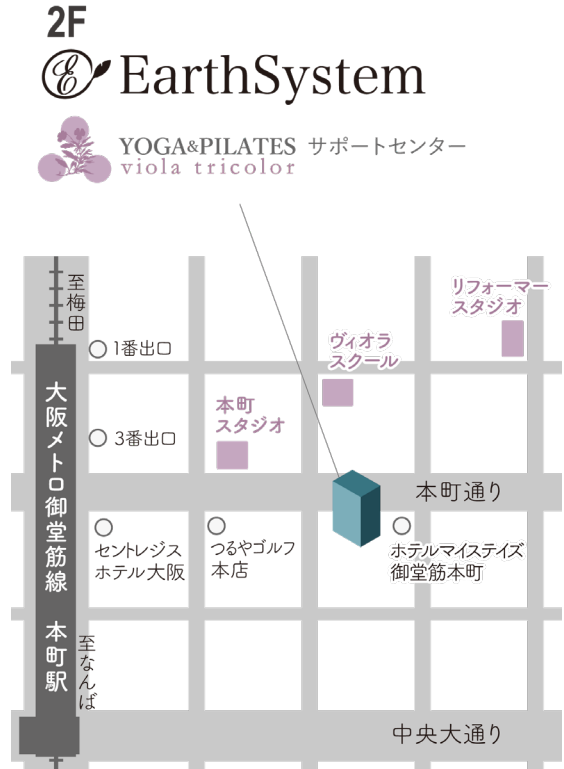 2F
EarthSystem
YOGA&PILATES サポートセンター
viola tricolor
至梅田
リフォーマー
スタジオ
1番出口
ヴィオラ
スクール
本町
スタジオ
3番出口
大阪メトロ御堂筋線 本町駅
本町通り
セントレジス
ホテル大阪
つるやゴルフ
本店
ホテルマイステイズ
御堂筋本町
至なんば
中央大通り